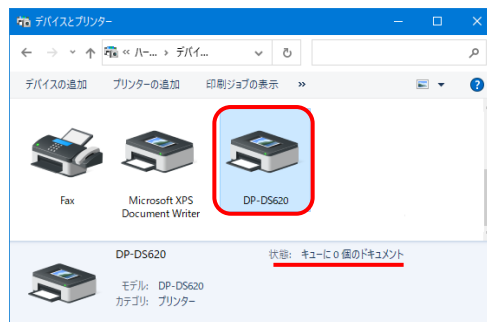 デバイスとプリンター
« ハー... › デバイ...
デバイスの追加 プリンターの追加 印刷ジョブの表示 »
Fax
Microsoft XPS
Document Writer
DP-DS620
DP-DS620 状態: キューに 0 個のドキュメント
モデル: DP-DS620
カテゴリ: プリンター